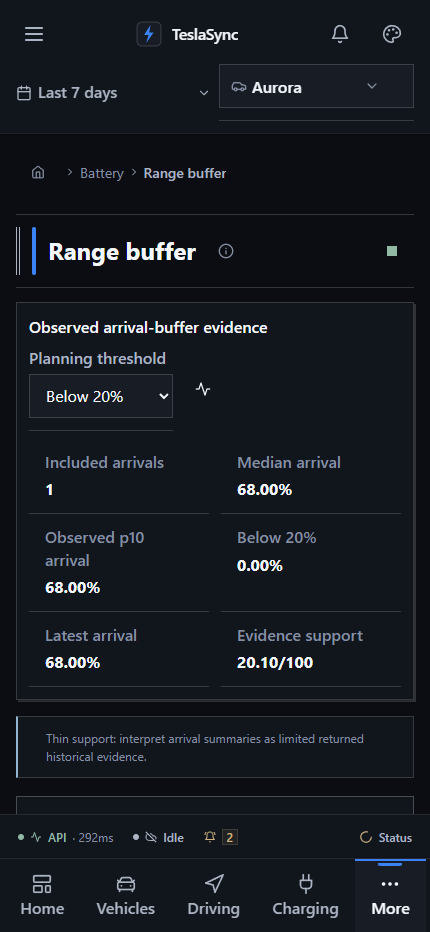 TeslaSync
Last 7 days
Aurora
Battery
Range buffer
Range buffer
Observed arrival-buffer evidence
Planning threshold
Below 20%
Included arrivals
Median arrival
1
68.00%
Observed p10
arrival
Below 20%
68.00%
0.00%
Latest arrival
Evidence support
68.00%
20.10/100
Thin support: interpret arrival summaries as limited returned
historical evidence.
API · 292ms
Idle
2
Status
Home
Vehicles
Driving
Charging
More